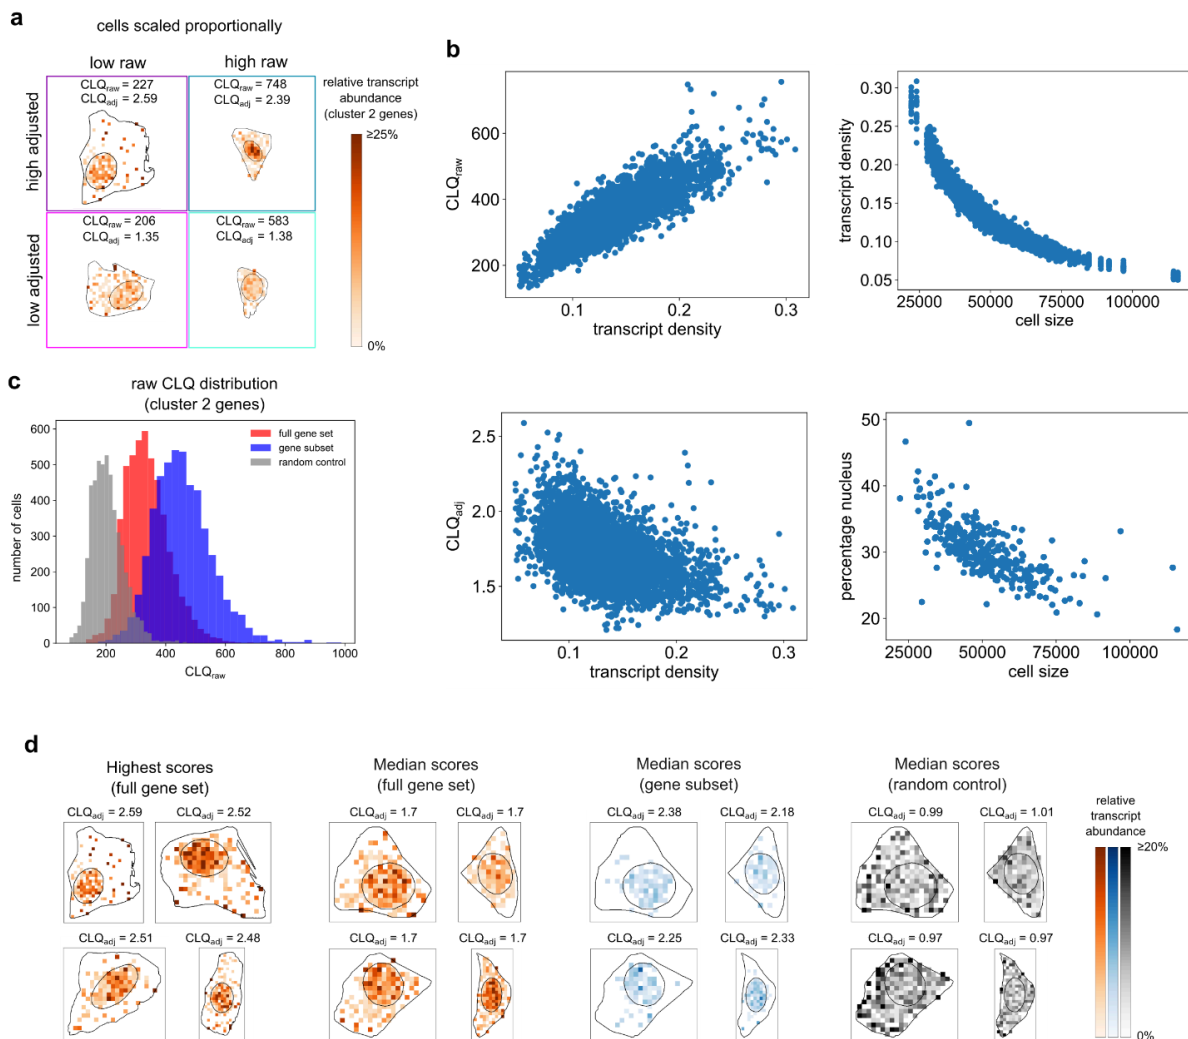 a
cells scaled proportionally
low raw
high raw
high adjusted
low adjusted
CLQraw = 227
CLQadj = 2.59
CLQraw = 748
CLQadj = 2.39
CLQraw = 206
CLQadj = 1.35
CLQraw = 583
CLQadj = 1.38
relative transcript
abundance
(cluster 2 genes)
≥25%
0%
b
CLQraw
600
400
200
0.1
0.2
0.3
transcript density
transcript density
0.30
0.25
0.20
0.15
0.10
0.05
25000
50000
75000
100000
cell size
CLQadj
2.5
2.0
1.5
0.1
0.2
0.3
transcript density
percentage nucleus
50
40
30
20
25000
50000
75000
100000
cell size
c
raw CLQ distribution
(cluster 2 genes)
number of cells
600
500
400
300
200
100
0
200
400
600
800
1000
CLQraw
full gene set
gene subset
random control
d
Highest scores
(full gene set)
CLQadj = 2.59
CLQadj = 2.52
CLQadj = 2.51
CLQadj = 2.48
Median scores
(full gene set)
CLQadj = 1.7
CLQadj = 1.7
CLQadj = 1.7
CLQadj = 1.7
Median scores
(gene subset)
CLQadj = 2.38
CLQadj = 2.18
CLQadj = 2.25
CLQadj = 2.33
Median scores
(random control)
CLQadj = 0.99
CLQadj = 1.01
CLQadj = 0.97
CLQadj = 0.97
relative
transcript
abundance
≥20%
0%